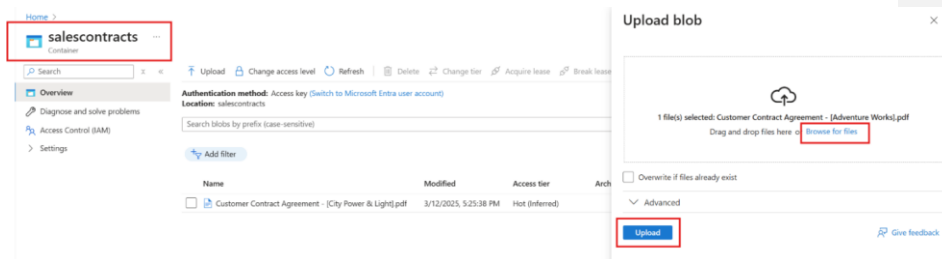 Home >
salescontracts ...
Container
Search
Overview
Diagnose and solve problems
Access Control (IAM)
Settings
Upload Change access level Refresh Delete Change tier Acquire lease Break lease
Authentication method: Access key (Switch to Microsoft Entra user account)
Location: salescontracts
Search blobs by prefix (case-sensitive)
Add filter
Name Modified Access tier Arch
Customer Contract Agreement - [City Power & Light].pdf 3/12/2025, 5:25:38 PM Hot (Inferred)
Upload blob
1 file(s) selected: Customer Contract Agreement - [Adventure Works].pdf
Drag and drop files here o Browse for files
Overwrite if files already exist
Advanced
Upload Give feedback